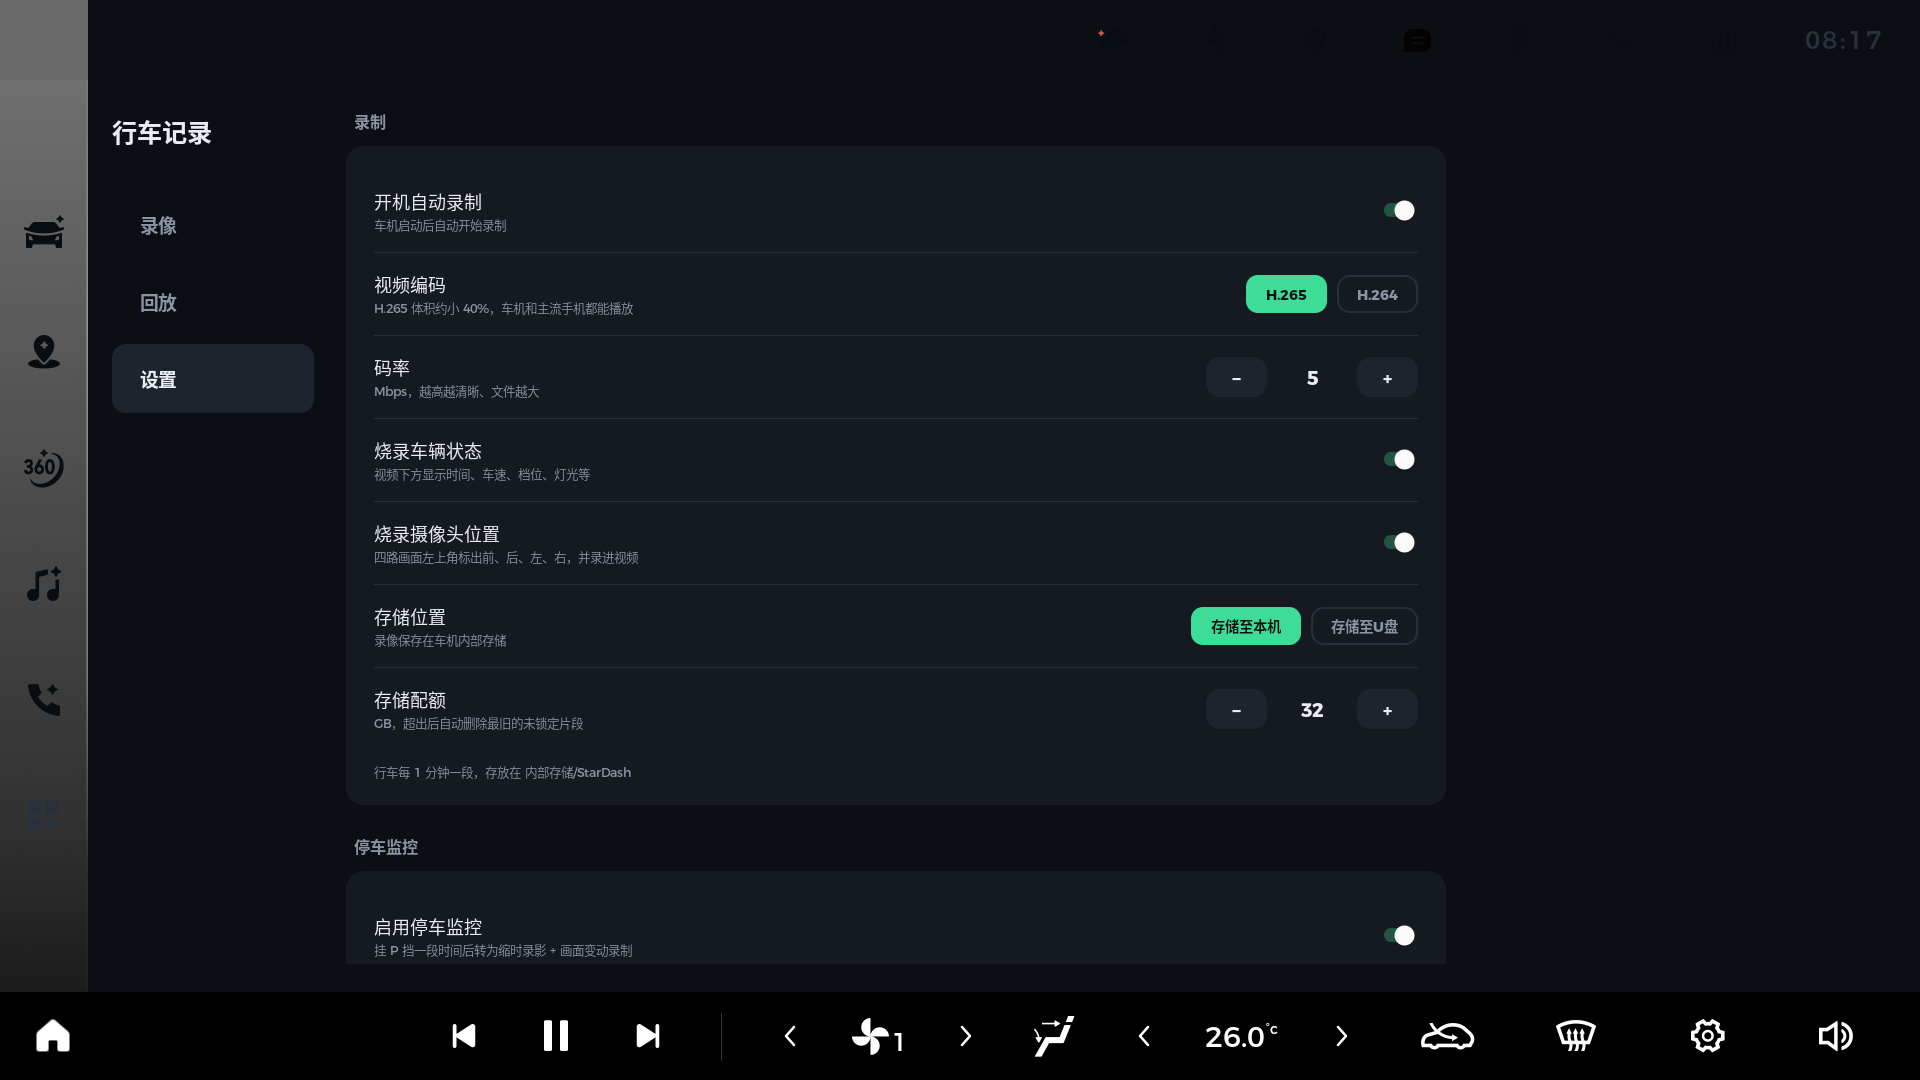 08:17
行车记录
录像
回放
设置
360
录制
开机自动录制
车机启动后自动开始录制
视频编码
H.265 体积约小 40%，车机和主流手机都能播放
H.265
H.264
码率
Mbps，越高越清晰、文件越大
−
5
+
烧录车辆状态
视频下方显示时间、车速、档位、灯光等
烧录摄像头位置
四路画面左上角标出前、后、左、右，并录进视频
存储位置
录像保存在车机内部存储
存储至本机
存储至U盘
存储配额
GB，超出后自动删除最旧的未锁定片段
−
32
+
行车每 1 分钟一段，存放在 内部存储/StarDash
停车监控
启用停车监控
挂 P 挡一段时间后转为缩时录影 + 画面变动录制
1
26.0°C